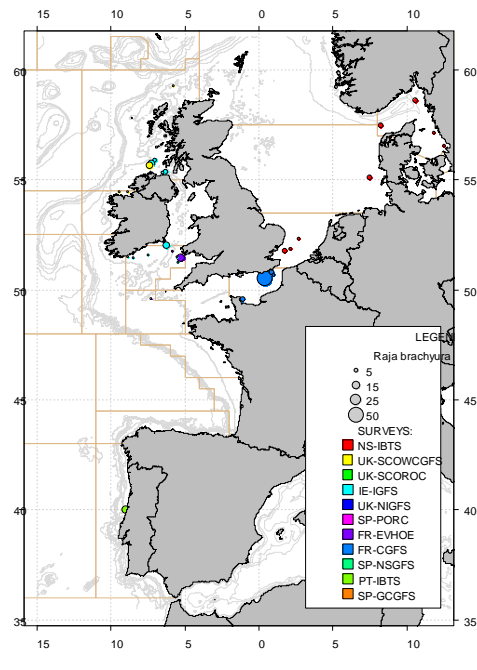 15 10 5 0 5 10
60 60
55 55
50 50
45 45
40 40
35 35
LEGEN
Raja brachyura
5
15
25
50
SURVEYS:
NS-IBTS
UK-SCOWCGFS
UK-SCOROC
IE-IGFS
UK-NIGFS
SP-PORC
FR-EVHOE
FR-CGFS
SP-NSGFS
PT-IBTS
SP-GCGFS
15 10 5 0 5 10